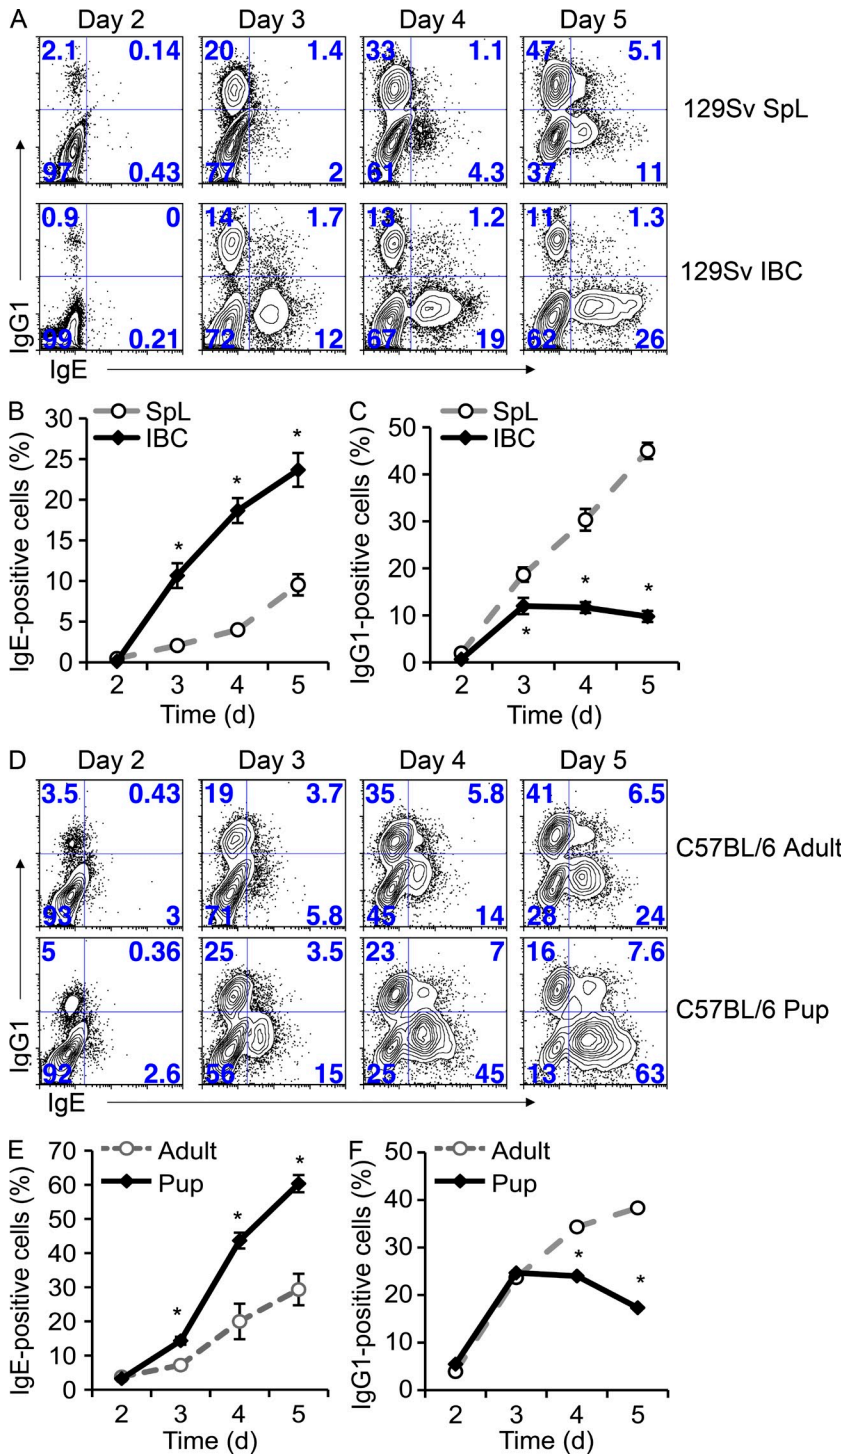 A Day 2 Day 3 Day 4 Day 5
2.1 0.14 20 1.4 33 1.1 47 5.1
129Sv SpL
97 0.43 77 2 61 4.3 37 11
0.9 0 14 1.7 13 1.2 11 1.3
129Sv IBC
IgG1
99 0.21 72 12 67 19 62 26
IgE
B SpL C SpL
IBC IBC
IgE-positive cells (%)
30
25
20
15
10
5
0
* * *
2 3 4 5
Time (d)
IgG1-positive cells (%)
50
40
30
20
10
0
* * *
2 3 4 5
Time (d)
D Day 2 Day 3 Day 4 Day 5
3.5 0.43 19 3.7 35 5.8 41 6.5
C57BL/6 Adult
93 3 71 5.8 45 14 28 24
5 0.36 25 3.5 23 7 16 7.6
C57BL/6 Pup
IgG1
92 2.6 56 15 25 45 13 63
IgE
E Adult F Adult
Pup Pup
IgE-positive cells (%)
70
60
50
40
30
20
10
0
* * *
2 3 4 5
Time (d)
IgG1-positive cells (%)
50
40
30
20
10
0
* *
2 3 4 5
Time (d)